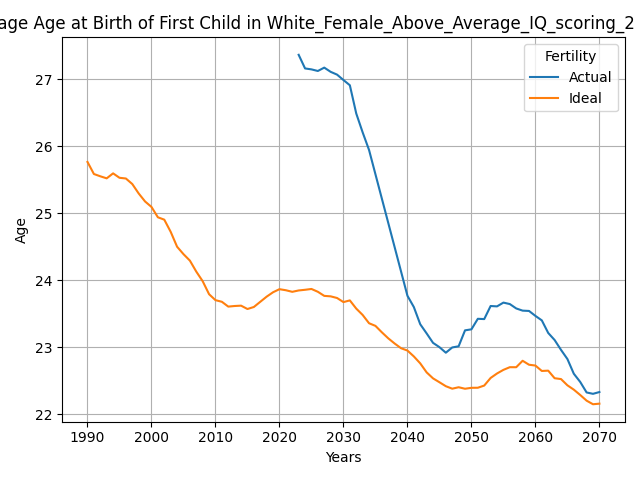 age Age at Birth of First Child in White_Female_Above_Average_IQ_scoring_2
Fertility
Actual
Ideal
27
26
25
24
23
22
Age
1990 2000 2010 2020 2030 2040 2050 2060 2070
Years